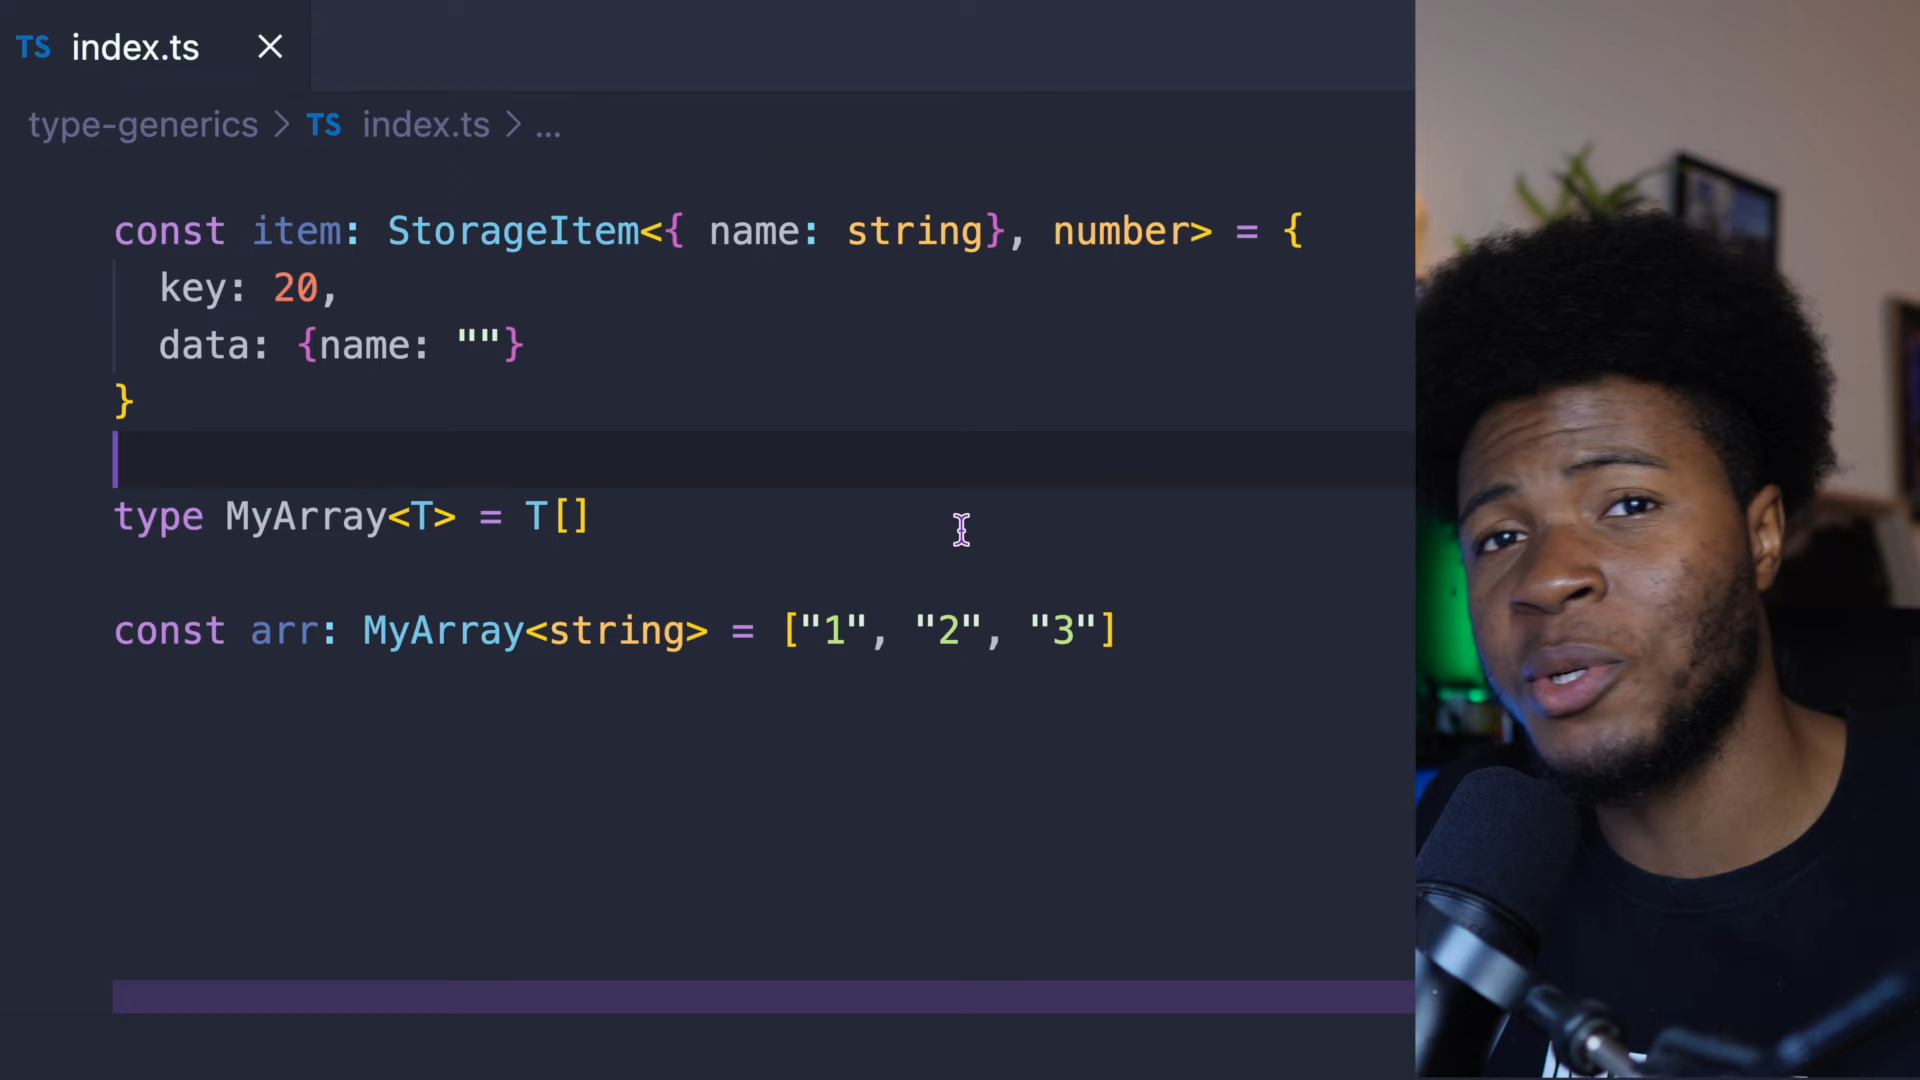 TS index.ts
type-generics > TS index.ts > ...
const item: StorageItem<{ name: string}, number> = {
key: 20,
data: {name: ""}
}
type MyArray<T> = T[]
const arr: MyArray<string> = ["1", "2", "3"]